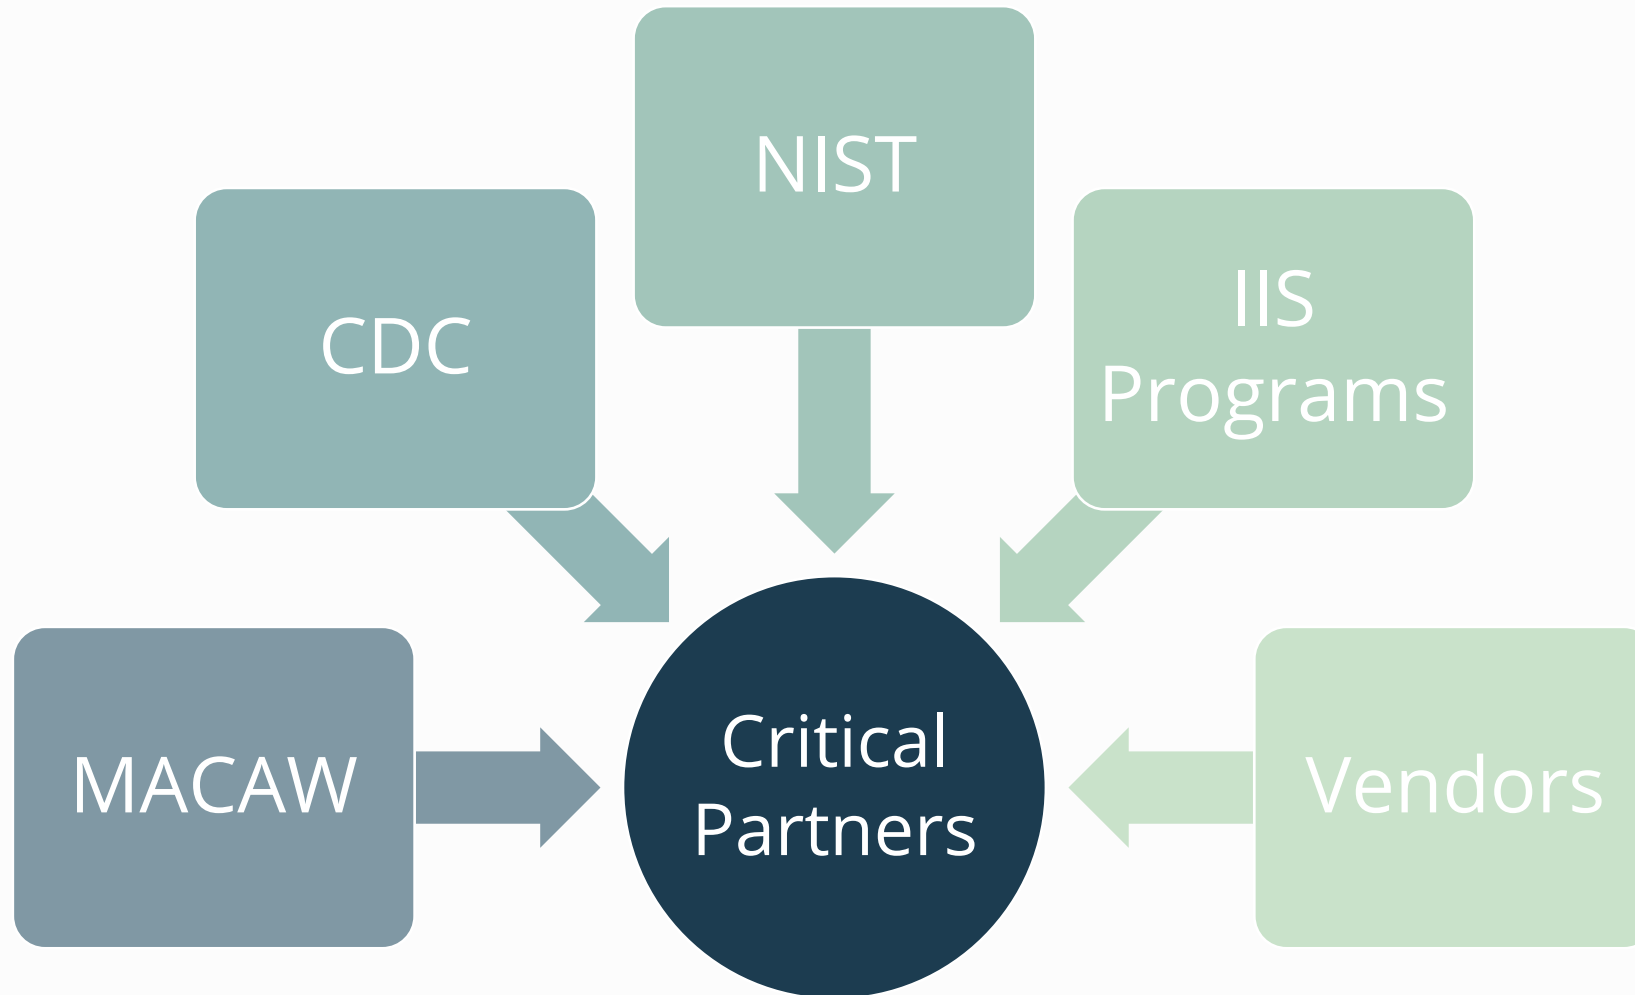 NIST
CDC
IIS
Programs
MACAW
Critical
Partners
Vendors